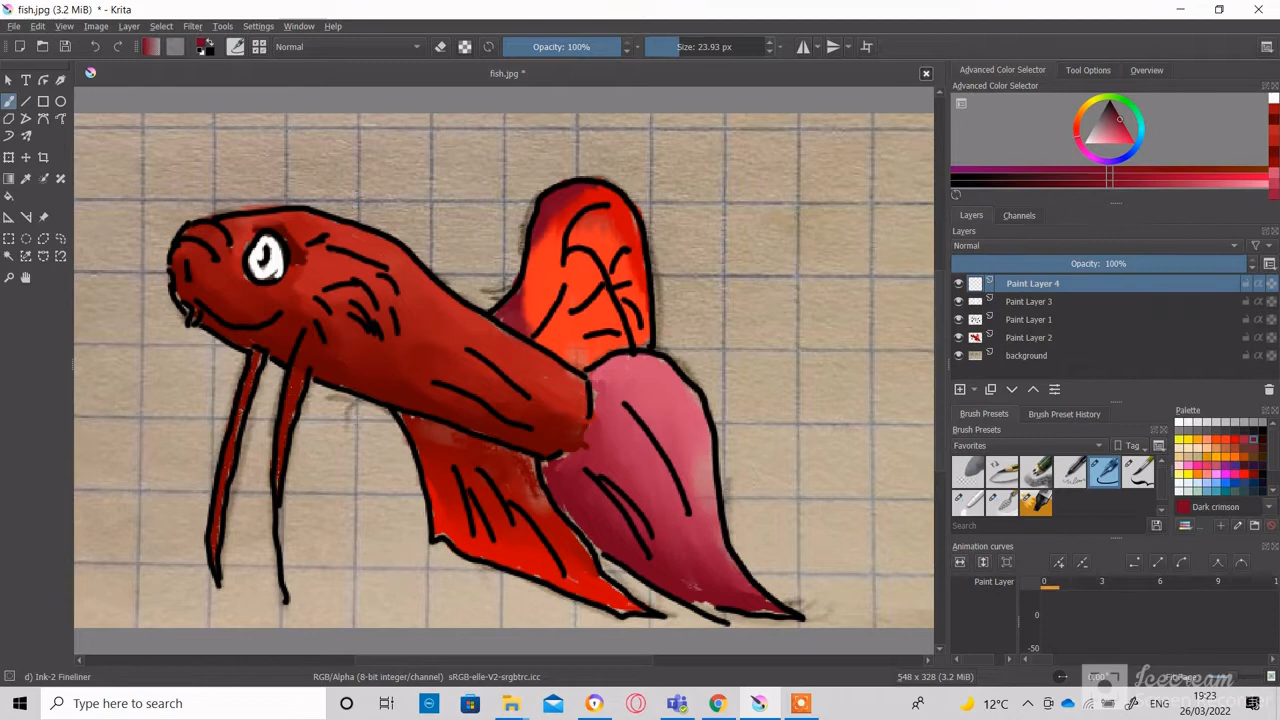 fish.jpg (3.2 MiB) * - Krita
File Edit View Image Layer Select Filter Tools Settings Window Help
Normal
Opacity: 100%
Size: 23.93 px
fish.jpg *
Advanced Color Selector Tool Options Overview
Advanced Color Selector
Layers Channels
Layers
Normal
Opacity: 100%
Paint Layer 4
Paint Layer 3
Paint Layer 1
Paint Layer 2
background
Brush Presets Brush Preset History
Brush Presets
Favorites
Tag
Search
Palette
Dark crimson
...
Animation curves
Paint Layer
0 3 6 9 1
0
-50
d) Ink-2 Fineliner
RGB/Alpha (8-bit integer/channel) sRGB-elle-V2-srgbtrc.icc
548 x 328 (3.2 MiB)
0.00°
Icecream
Type here to search
12°C
ENG
19:23
26/03/2022